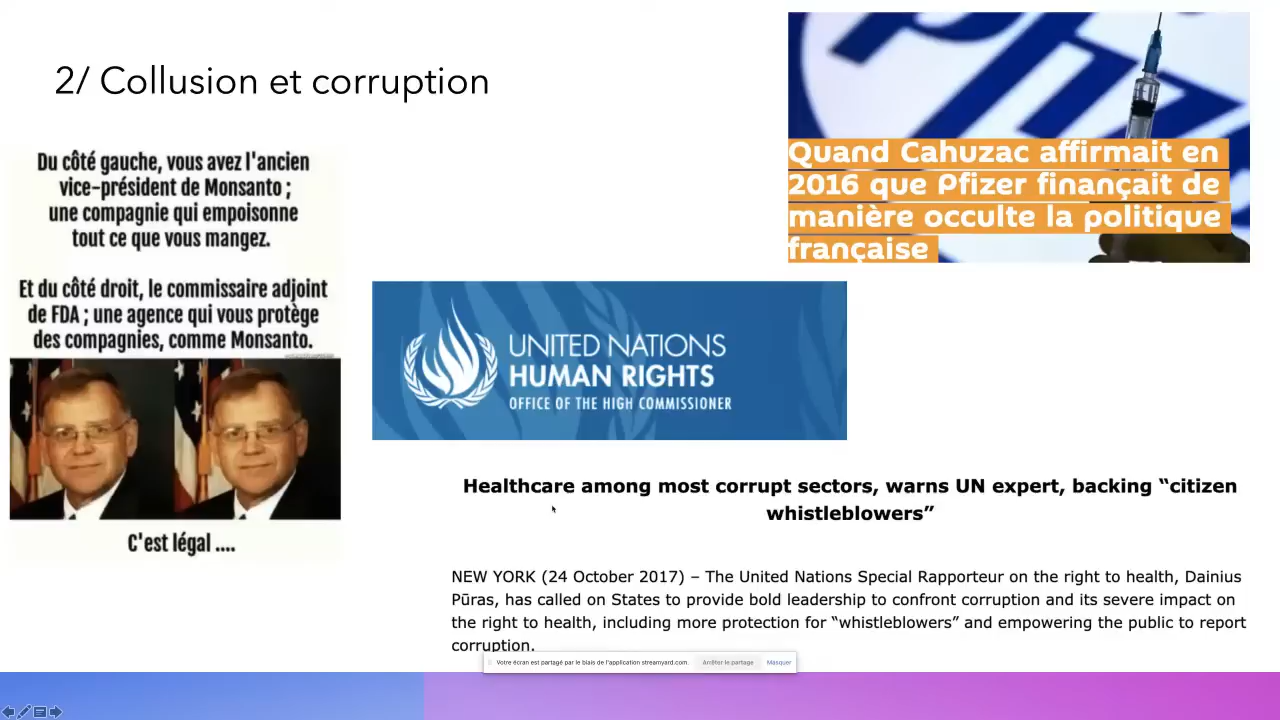 2/ Collusion et corruption
Du côté gauche, vous avez l'ancien
vice-président de Monsanto ;
une compagnie qui empoisonne
tout ce que vous mangez.
Et du côté droit, le commissaire adjoint
de FDA ; une agence qui vous protège
des compagnies, comme Monsanto.
C'est légal ....
Pfizer
Quand Cahuzac affirmait en
2016 que Pfizer finançait de
manière occulte la politique
française
UNITED NATIONS
HUMAN RIGHTS
OFFICE OF THE HIGH COMMISSIONER
Healthcare among most corrupt sectors, warns UN expert, backing “citizen
whistleblowers”
NEW YORK (24 October 2017) – The United Nations Special Rapporteur on the right to health, Dainius
Pūras, has called on States to provide bold leadership to confront corruption and its severe impact on
the right to health, including more protection for “whistleblowers” and empowering the public to report
corruption.
Votre écran est partagé par le biais de l'application streamyard.com.
Arrêter le partage
Masquer